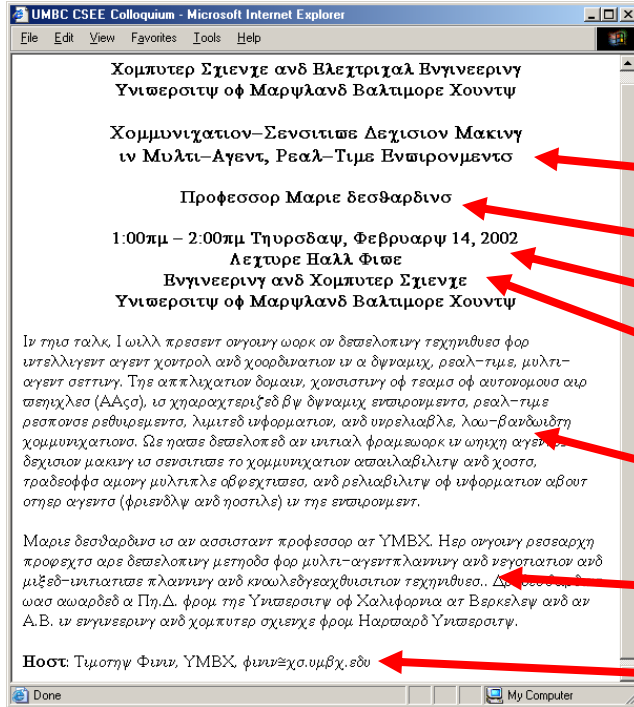 UMBC CSEE Colloquium - Microsoft Internet Explorer
File Edit View Favorites Tools Help
Χομπυτερ Σχιενχε ανδ Ελεχτριχαλ Ενγινεερινγ
Υνιϖερσιτψ οφ Μαρψλανδ Βαλτιμορε Χουντψ
Χομμυνιχατιον–Σενσιτιϖε Δεχισιον Μακινγ
ιν Μυλτι–Αγεντ, Ρεαλ–Τιμε Ενϖιρονμεντσ
Προφεσσορ Μαριε δεσϑαρδινσ
1:00πμ – 2:00πμ Τηυρσδαψ, Φεβρυαρψ 14, 2002
Λεχτυρε Ηαλλ Φιϖε
Ενγινεερινγ ανδ Χομπυτερ Σχιενχε
Υνιϖερσιτψ οφ Μαρψλανδ Βαλτιμορε Χουντψ
Ιν τηισ ταλκ, Ι ωιλλ πρεσεντ ονγοινγ ωορκ ον δεϖελοπινγ τεχηνιθυεσ φορ
ιντελλιγεντ αγεντ χοντρολ ανδ χοορδινατιον ιν α δψναμιχ, ρεαλ–τιμε, μυλτι–
αγεντ σεττινγ. Τηε αππλιχατιον δομαιν, χονσιστινγ οφ τεαμσ οφ αυτονομουσ αιρ
ϖεηιχλεσ (ΑΑςσ), ισ χηαραχτεριζεδ βψ δψναμιχ ενϖιρονμεντσ, ρεαλ–τιμε
ρεσπονσε ρεθυιρεμεντσ, λιμιτεδ ινφορματιον, ανδ υνρελιαβλε, λοω–βανδωιδτη
χομμυνιχατιονσ. Ωε ηαϖε δεϖελοπεδ αν ινιτιαλ φραμεωορκ ιν ωηιχη
δεχισιον μακινγ ισ σενσιτιϖε το χομμυνιχατιον αϖαιλαβιλιτψ ανδ χοστσ,
τραδεοφφσ αμονγ μυλτιπλε οβφεχτιϖεσ, ανδ ρελιαβιλιτψ οφ ινφορματιον αβουτ
οτηερ αγεντσ (φριενδλψ ανδ ηοστιλε) ιν τηε ενϖιρονμεντ.
Μαριε δεσϑαρδινσ ισ αν ασσισταντ προφεσσορ ατ ΥΜΒΧ. Ηερ ονγοινγ ρεσεαρχη
προφεχτσ αρε δεϖελοπινγ μετηοδσ φορ μυλτι–αγεντπλαννινγ ανδ νεγοτιατιον ανδ
μιξεδ–ινιτιατιϖε πλαννινγ ανδ κνοωλεδγεαχθυισιτιον τεχηνιθυεσ..
ωασ αωαρδεδ α Πη.Δ. φρομ τηε Υνιϖερσιτψ οφ Χαλιφορνια ατ Βερκελεψ ανδ αν
Α.Β. ιν ενγινεερινγ ανδ χομπυτερ σχιενχε φρομ Ηαρϖαρδ Υνιϖερσιτψ.
Ηοστ: Τιμοτηψ Φινιν, ΥΜΒΧ, φινιν≅χσ.υμβχ.εδυ
Done My Computer